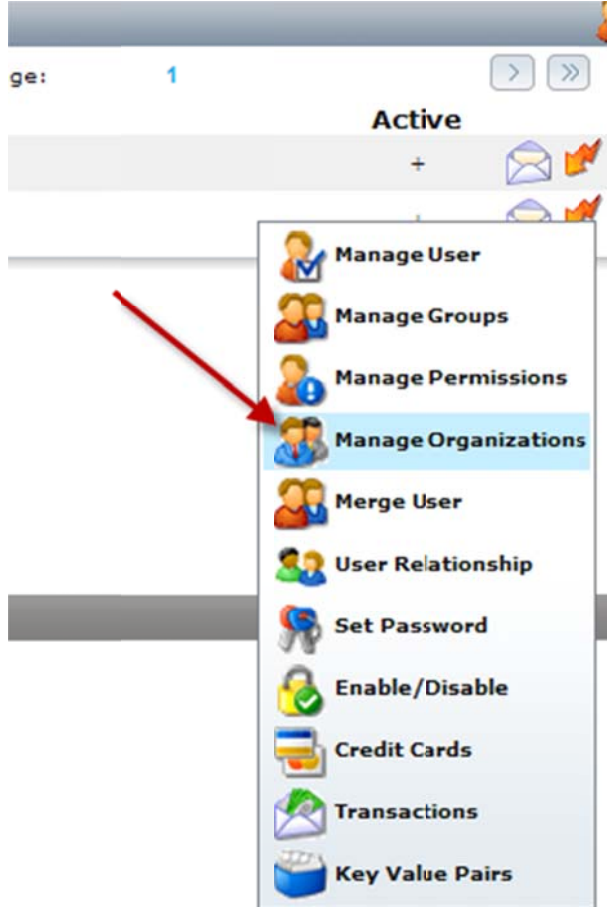 ge: 1 > »
Active
+
+
Manage User
Manage Groups
Manage Permissions
Manage Organizations
Merge User
User Relationship
Set Password
Enable/Disable
Credit Cards
Transactions
Key Value Pairs